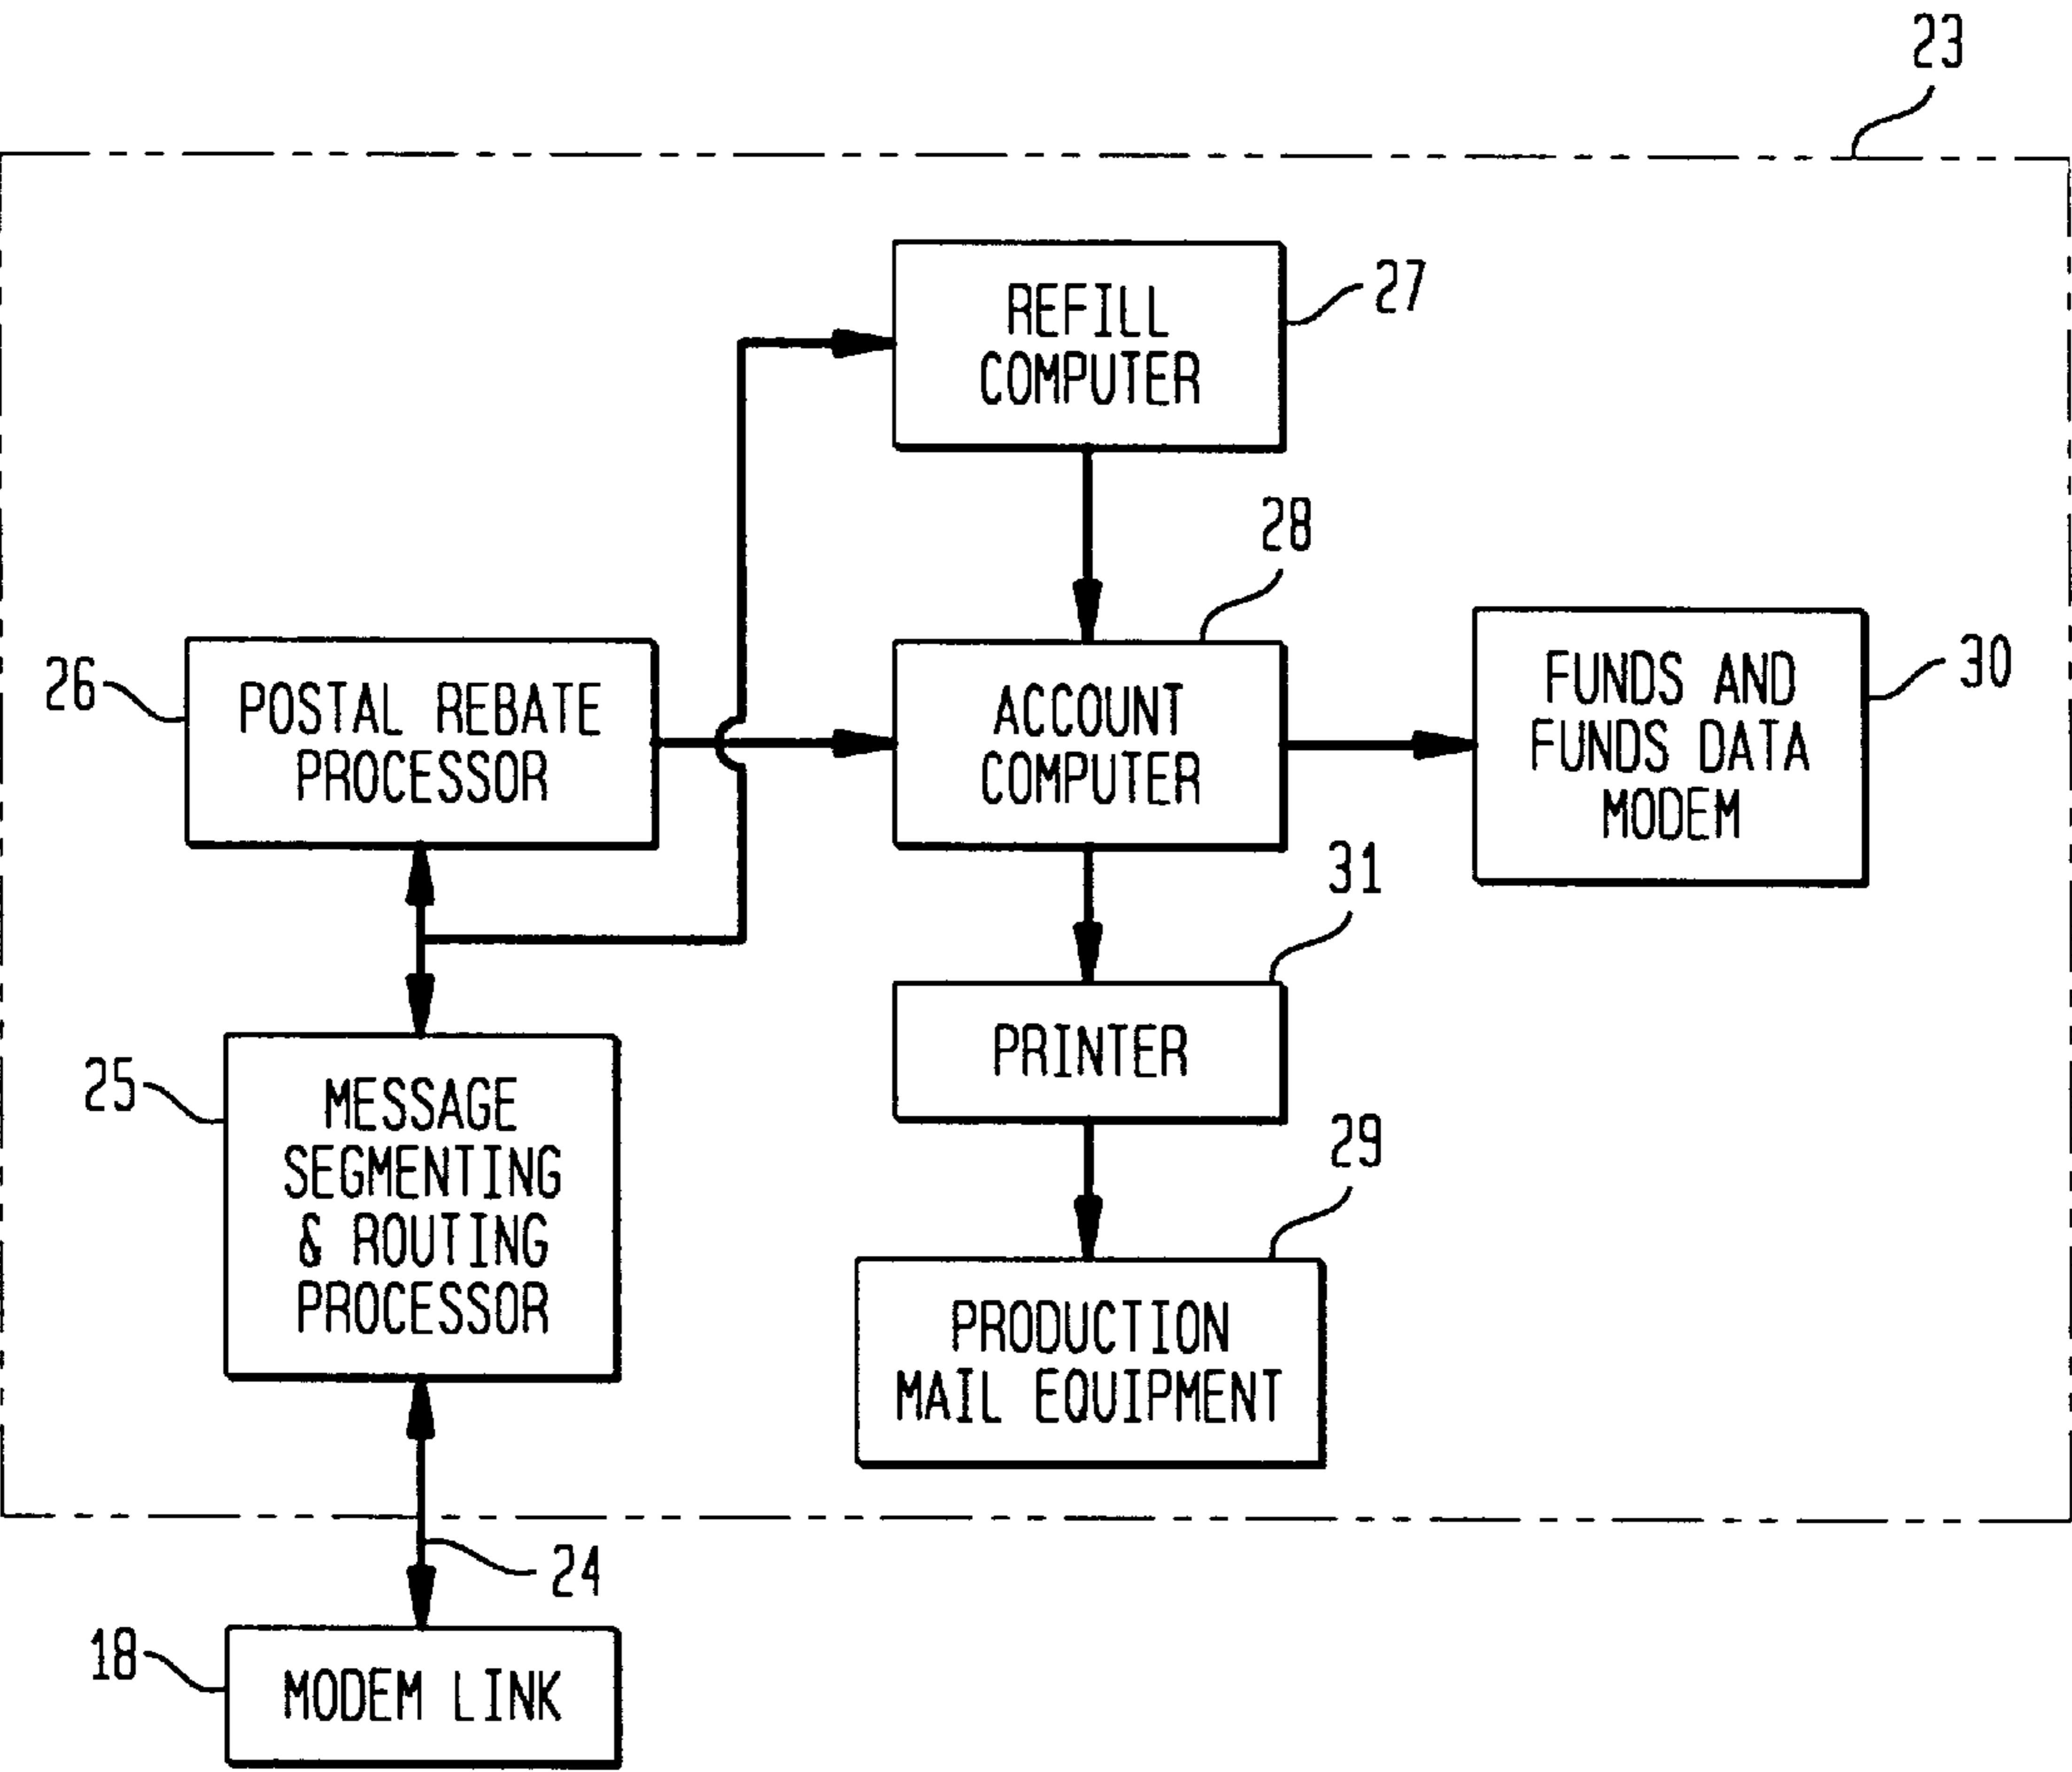 23
REFILL
COMPUTER
27
28
26
POSTAL REBATE
PROCESSOR
ACCOUNT
COMPUTER
FUNDS AND
FUNDS DATA
MODEM
30
31
25
MESSAGE
SEGMENTING
& ROUTING
PROCESSOR
PRINTER
29
PRODUCTION
MAIL EQUIPMENT
24
18
MODEM LINK